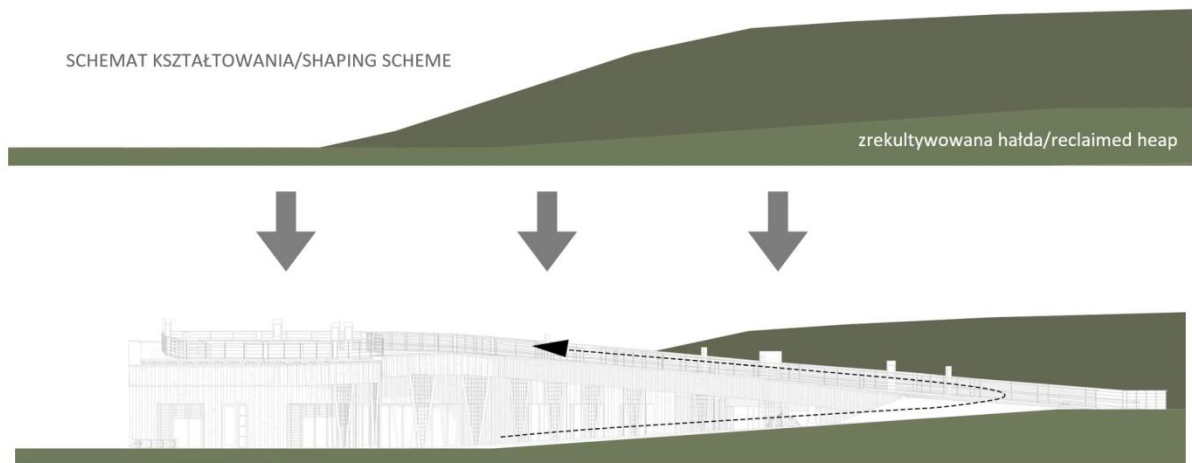 SCHEMAT KSZTAŁTOWANIA/SHAPING SCHEME
zrekultywowana hałda/reclaimed heap